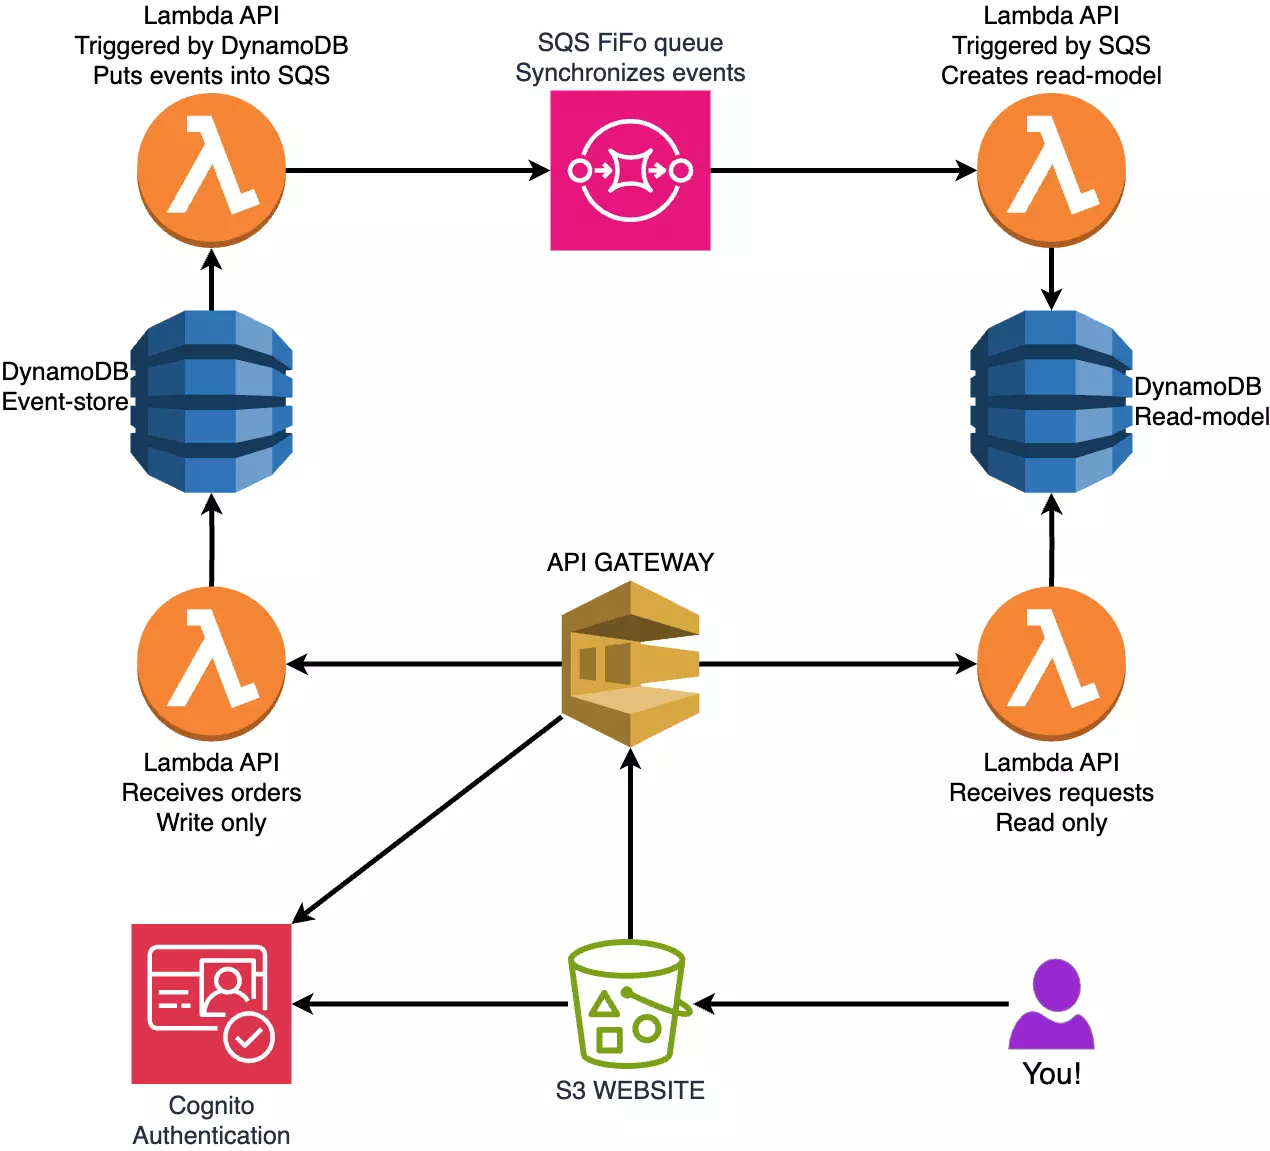 Lambda API
Triggered by DynamoDB
Puts events into SQS
SQS FiFo queue
Synchronizes events
Lambda API
Triggered by SQS
Creates read-model
DynamoDB
Event-store
DynamoDB
Read-model
API GATEWAY
Lambda API
Receives orders
Write only
Lambda API
Receives requests
Read only
Cognito
Authentication
S3 WEBSITE
You!